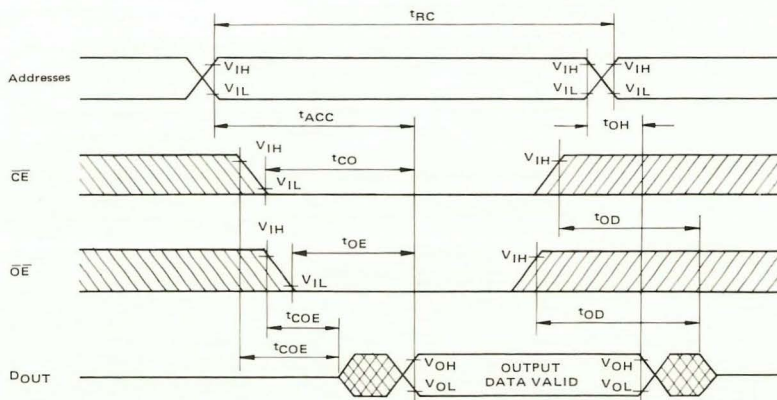 tRC
Addresses
VIH
VIL
VIH
VIL
VIH
VIL
tACC
tOH
CE
VIH
VIL
tCO
VIH
tOD
OE
VIH
VIL
tOE
VIH
tCOE
tOD
tCOE
DOUT
VOH
VOL
OUTPUT
DATA VALID
VOH
VOL